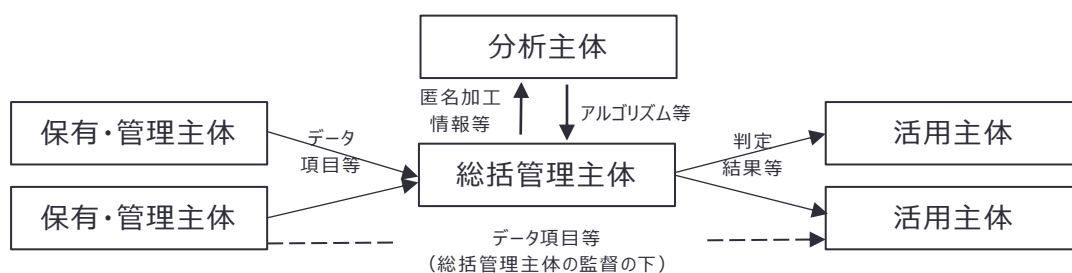 分析主体
匿名加工
情報等
アルゴリズム等
保有・管理主体
データ
項目等
総括管理主体
判定
結果等
活用主体
保有・管理主体
活用主体
データ項目等
（総括管理主体の監督の下）